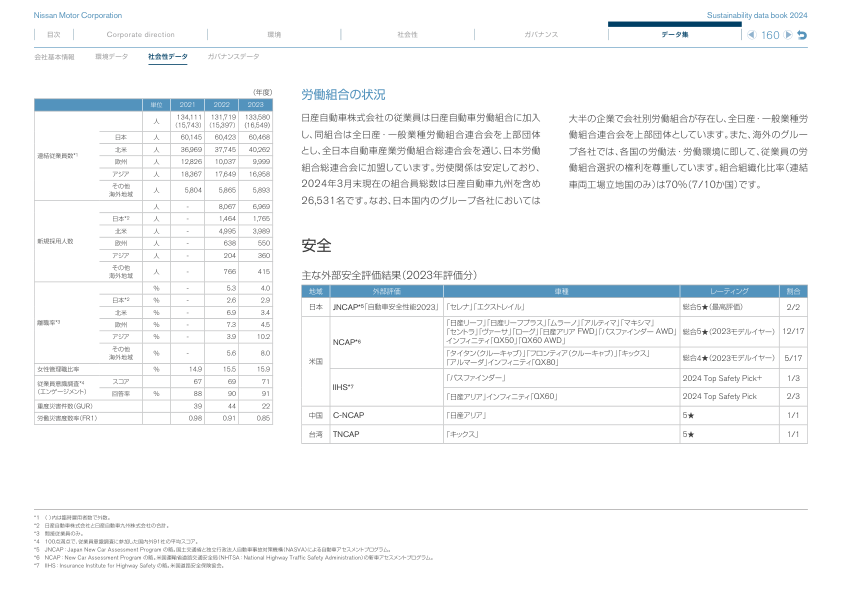 Nissan Motor Corporation
Sustainability data book 2024
目次 Corporate direction 環境 社会性 ガバナンス データ集 160
会社基本情報 環境データ 社会性データ ガバナンスデータ
(年度)
単位 2021 2022 2023
連結従業員数*1 人 134,111 (15,743) 131,719 (15,397) 133,580 (16,549)
日本 人 60,145 60,423 60,468
北米 人 36,969 37,745 40,262
欧州 人 12,826 10,037 9,999
アジア 人 18,367 17,649 16,958
その他海外地域 人 5,804 5,865 5,893
新規採用人数 人 - 8,067 6,969
日本*2 人 - 1,464 1,765
北米 人 - 4,995 3,989
欧州 人 - 638 550
アジア 人 - 204 360
その他海外地域 人 - 766 415
離職率*3 % - 5.3 4.0
日本*2 % - 2.6 2.9
北米 % - 6.9 3.4
欧州 % - 7.3 4.5
アジア % - 3.9 10.2
その他海外地域 % - 5.6 8.0
女性管理職比率 % 14.9 15.5 15.9
従業員意識調査*4(エンゲージメント) スコア 67 69 71
回答率 % 88 90 91
重度災害件数(GUR) 39 44 22
労働災害度数率(FR1) 0.98 0.91 0.85
労働組合の状況
日産自動車株式会社の従業員は日産自動車労働組合に加入
し、同組合は全日産・一般業種労働組合連合会を上部団体
とし、全日本自動車産業労働組合総連合会を通じ、日本労働
組合総連合会に加盟しています。労使関係は安定しており、
2024年3月末現在の組合員総数は日産自動車九州を含め
26,531名です。なお、日本国内のグループ各社においては
大半の企業で会社別労働組合が存在し、全日産・一般業種労
働組合連合会を上部団体としています。また、海外のグルー
プ各社では、各国の労働法・労働環境に即して、従業員の労
働組合選択の権利を尊重しています。組合組織化比率(連結
車両工場立地国のみ)は70%(7/10か国)です。
安全
主な外部安全評価結果(2023年評価分)
地域 外部評価 車種 レーティング 割合
日本 JNCAP*5「自動車安全性能2023」 「セレナ」「エクストレイル」 総合5★(最高評価) 2/2
米国 NCAP*6 「日産リーフ」「日産リーフプラス」「ムラーノ」「アルティマ」「マキシマ」
「セントラ」「ヴァーサ」「ローグ」「日産アリア FWD」「パスファインダー AWD」
インフィニティ「QX50」「QX60 AWD」 総合5★(2023モデルイヤー) 12/17
「タイタン(クルーキャブ)」「フロンティア(クルーキャブ)」「キックス」
「アルマーダ」インフィニティ「QX80」 総合4★(2023モデルイヤー) 5/17
IIHS*7 「パスファインダー」 2024 Top Safety Pick+ 1/3
「日産アリア」インフィニティ「QX60」 2024 Top Safety Pick 2/3
中国 C-NCAP 「日産アリア」 5★ 1/1
台湾 TNCAP 「キックス」 5★ 1/1
*1 ( )内は臨時雇用者数で外数。
*2 日産自動車株式会社と日産自動車九州株式会社の合計。
*3 期間従業員のみ。
*4 100点満点で、従業員意識調査に参加した国内外91社の平均スコア。
*5 JNCAP : Japan New Car Assessment Program の略。国土交通省と独立行政法人自動車事故対策機構(NASVA)による自動車アセスメントプログラム。
*6 NCAP : New Car Assessment Program の略。米国運輸省道路交通安全局(NHTSA : National Highway Traffic Safety Administration)の新車アセスメントプログラム。
*7 IIHS : Insurance Institute for Highway Safety の略。米国道路安全保険協会。